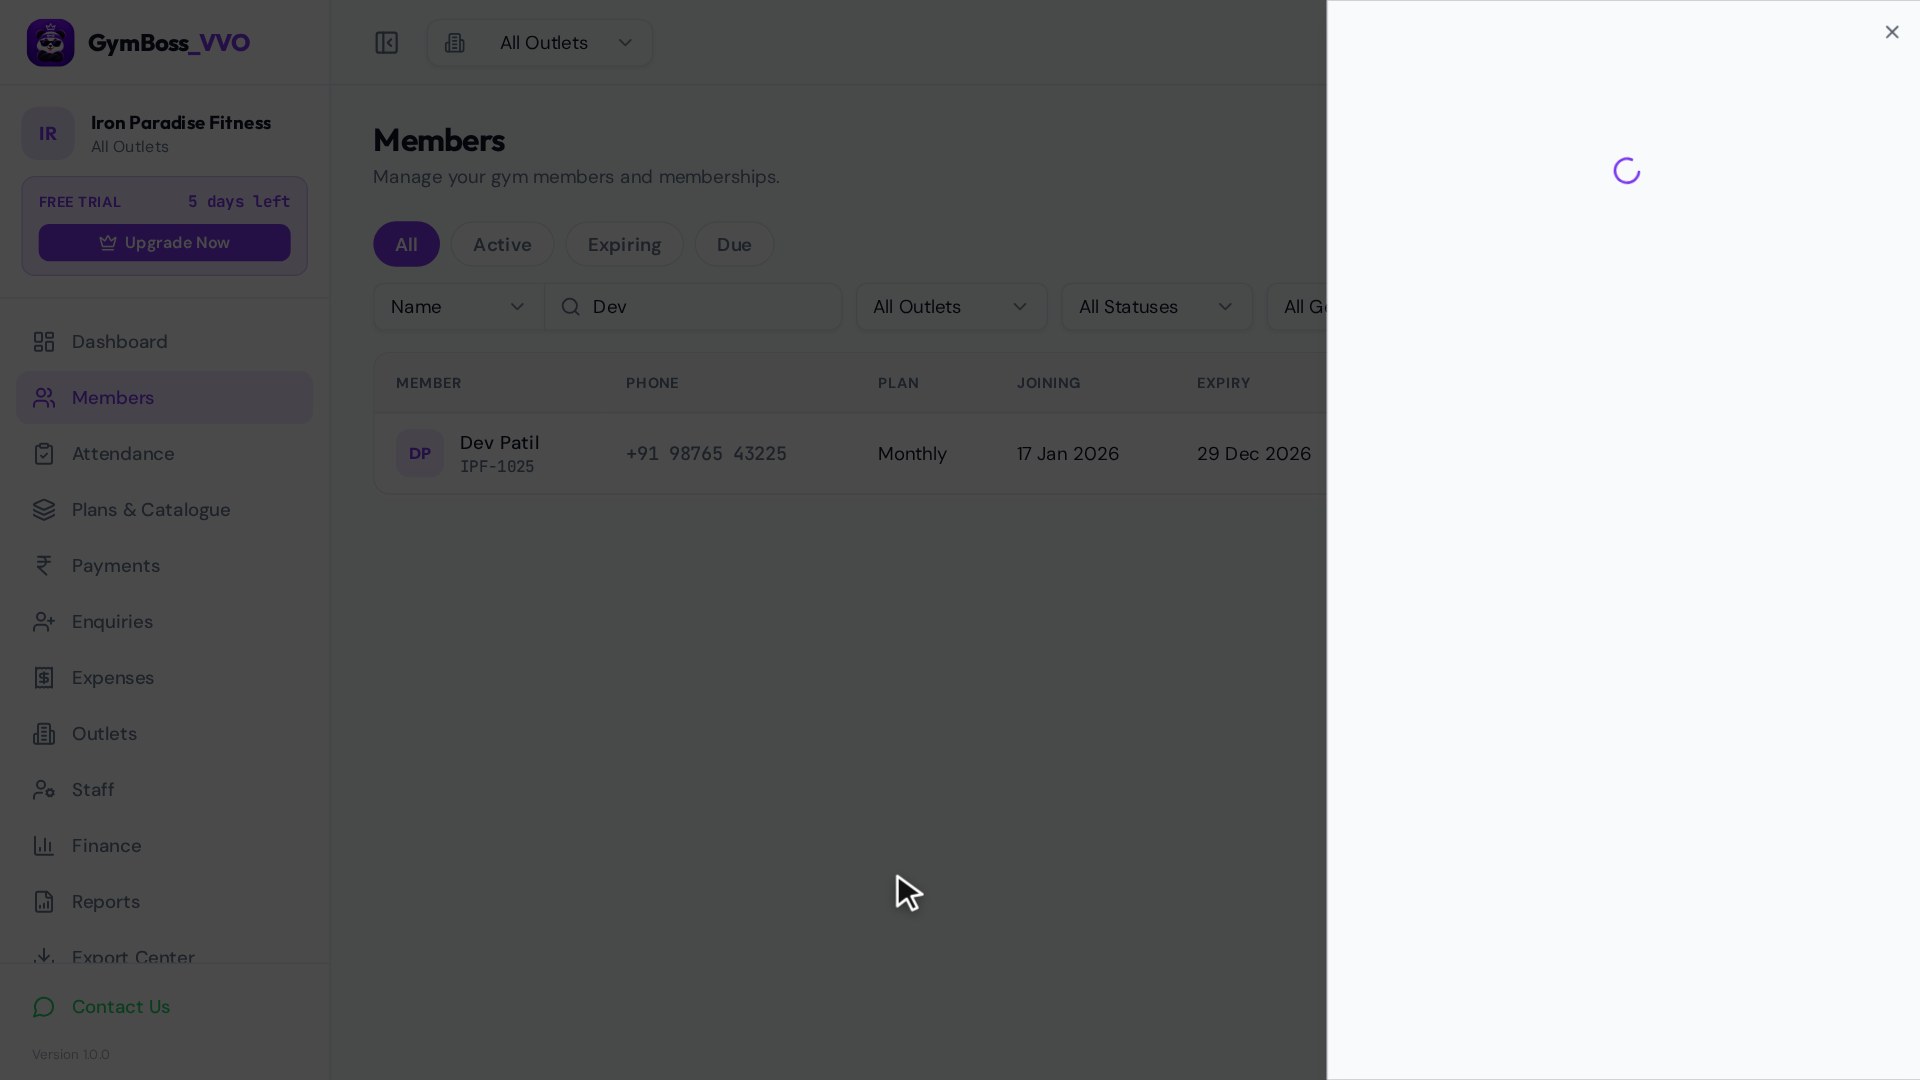 GymBoss_VVO
All Outlets
IR
Iron Paradise Fitness
All Outlets
FREE TRIAL 5 days left
Upgrade Now
Dashboard
Members
Attendance
Plans & Catalogue
Payments
Enquiries
Expenses
Outlets
Staff
Finance
Reports
Export Center
Contact Us
Version 1.0.0
Members
Manage your gym members and memberships.
All Active Expiring Due
Name Dev All Outlets All Statuses All
MEMBER PHONE PLAN JOINING EXPIRY
DP Dev Patil +91 98765 43225 Monthly 17 Jan 2026 29 Dec 2026
IPF-1025